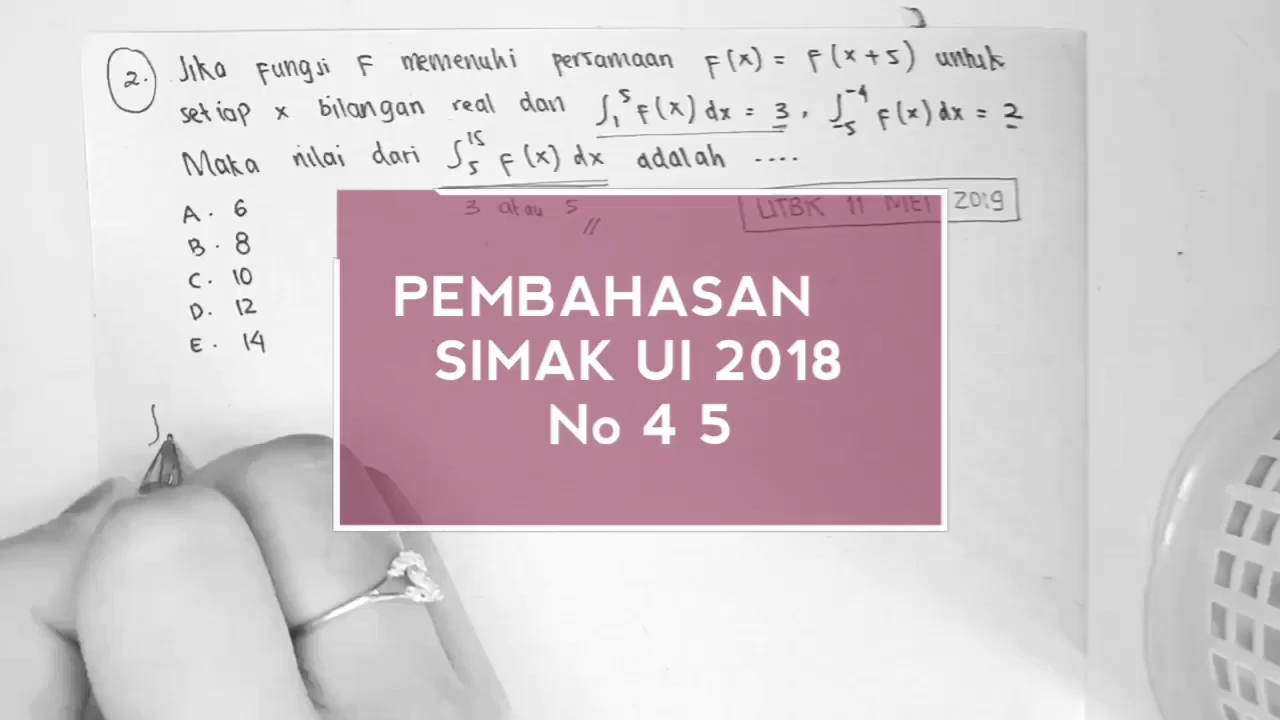 2. Jika fungsi f memenuhi persamaan f(x) = f(x+5) untuk
setiap x bilangan real dan ∫₁⁵ f(x) dx = 3, ∫₋₅⁻⁴ f(x) dx = 2
Maka nilai dari ∫₅¹⁵ f(x) dx adalah ....
A. 6
3 atau 5 //
UTBK 11 MEI 2019
B. 8
C. 10
D. 12
E. 14
PEMBAHASAN
SIMAK UI 2018
No 4 5
∫